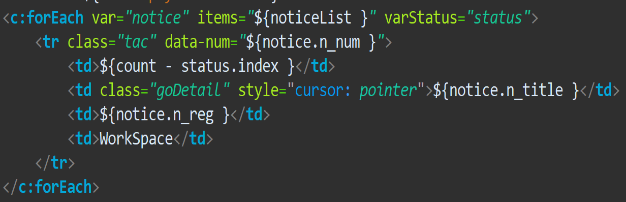 <c:forEach var="notice" items="${noticeList }" varStatus="status">
<tr class="tac" data-num="${notice.n_num }">
<td>${count - status.index }</td>
<td class="goDetail" style="cursor: pointer">${notice.n_title }</td>
<td>${notice.n_reg }</td>
<td>WorkSpace</td>
</tr>
</c:forEach>